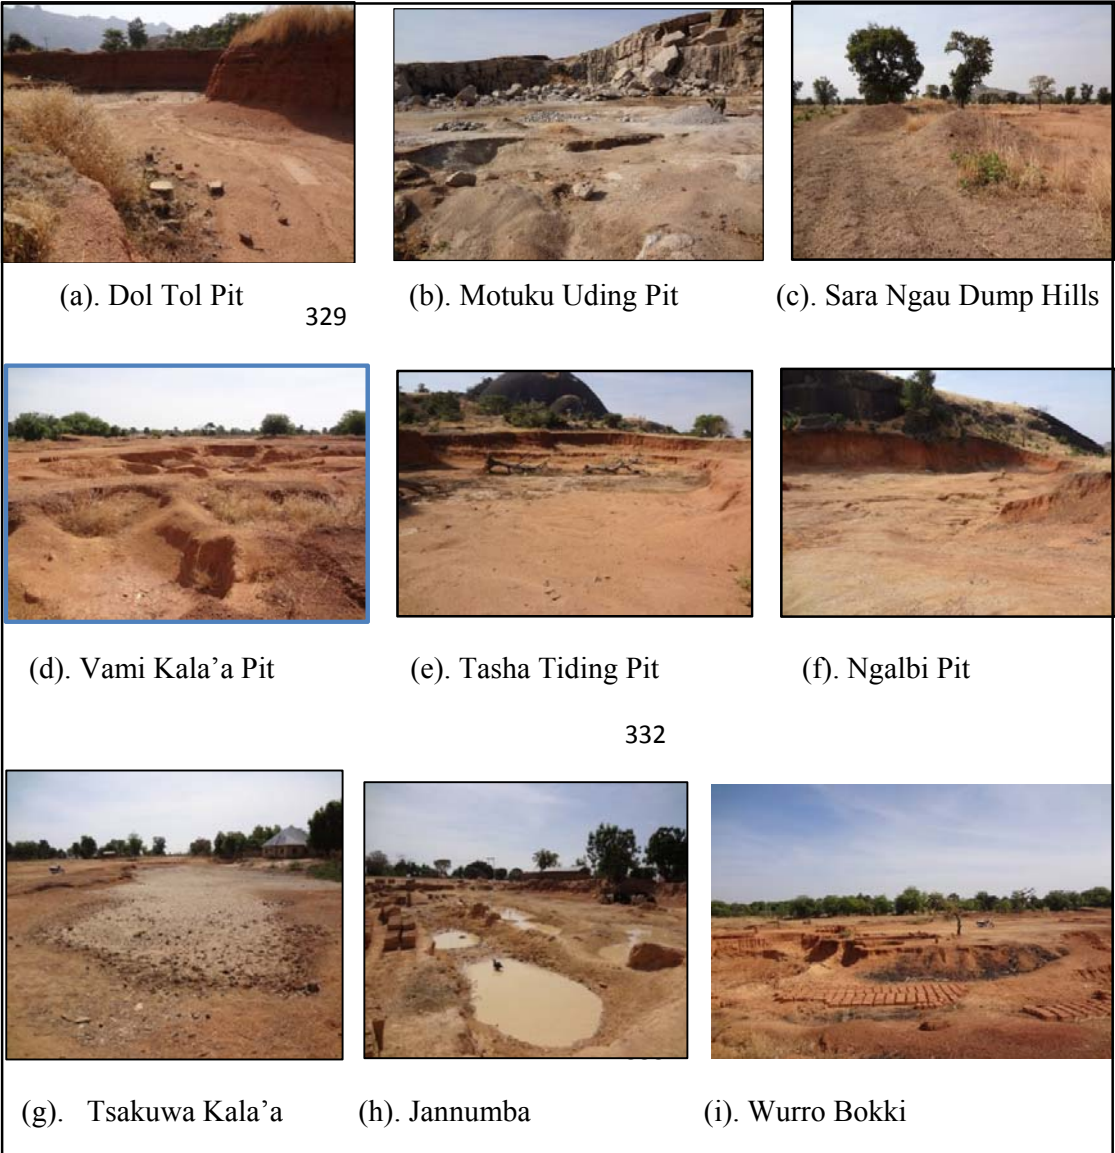 (a). Dol Tol Pit (b). Motuku Uding Pit (c). Sara Ngau Dump Hills
329
(d). Vami Kala’a Pit (e). Tasha Tiding Pit (f). Ngalbi Pit
332
(g). Tsakuwa Kala’a (h). Jannumba (i). Wurro Bokki